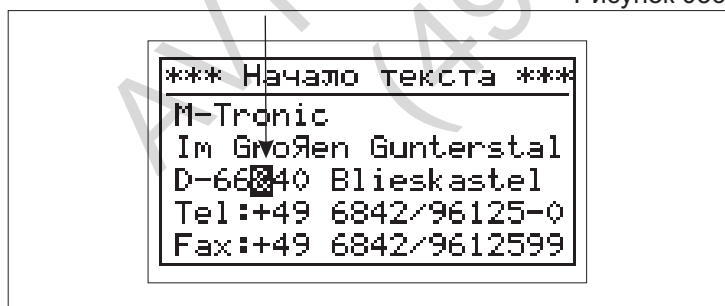 Рисунок
*** Начало текста ***
M-Tronic
Im GroЯen Gunterstal
D-66&40 Blieskastel
Tel:+49 6842/96125-0
Fax:+49 6842/9612599
(49